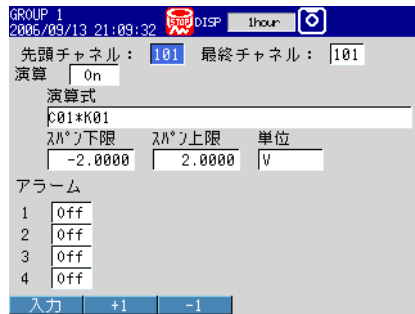 GROUP 1
2006/09/13 21:09:32 STOP DISP 1hour
先頭チャネル： 101 最終チャネル： 101
演算 On
演算式
C01*K01
ｽﾊﾟﾝ下限 ｽﾊﾟﾝ上限 単位
-2.0000 2.0000 V
アラーム
1 Off
2 Off
3 Off
4 Off
入力 +1 -1